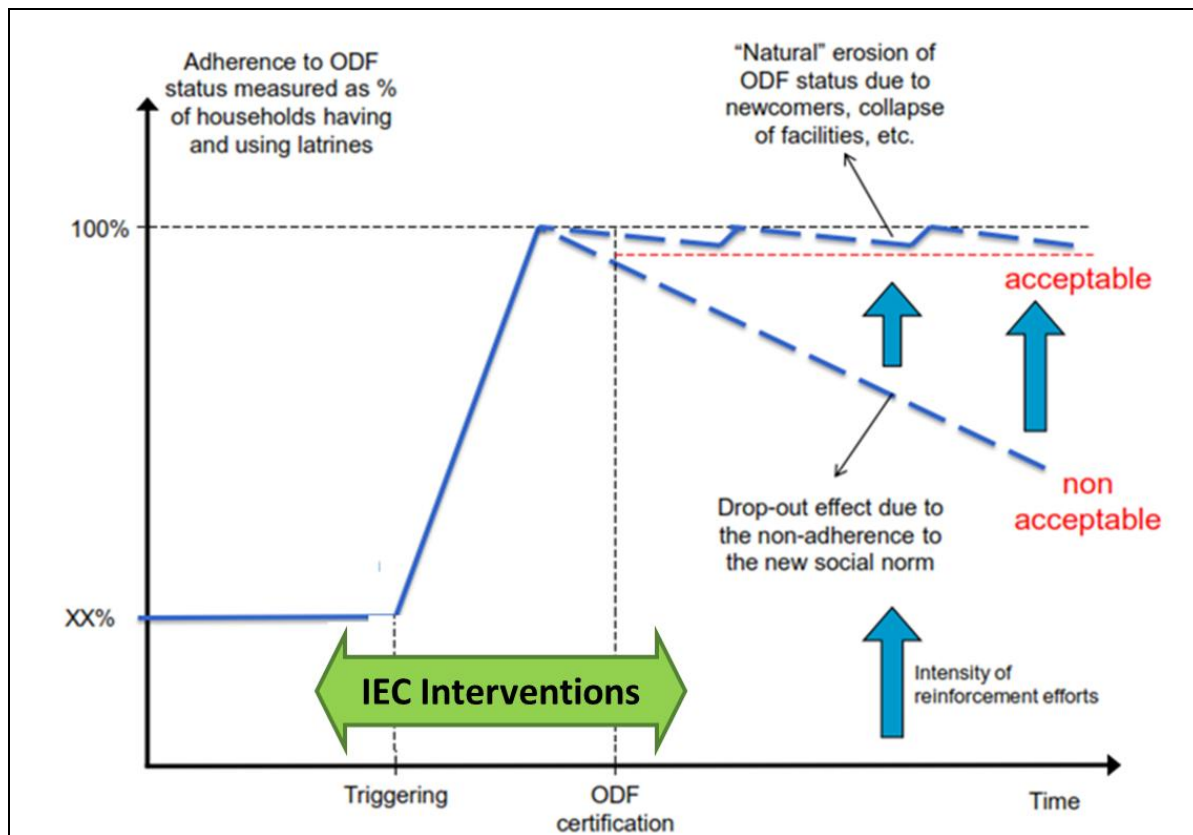 Adherence to ODF
status measured as %
of households having
and using latrines
“Natural” erosion of
ODF status due to
newcomers, collapse
of facilities, etc.
100%
acceptable
non
acceptable
Drop-out effect due to
the non-adherence to
the new social norm
XX%
IEC Interventions
Intensity of
reinforcement efforts
Triggering
ODF
certification
Time